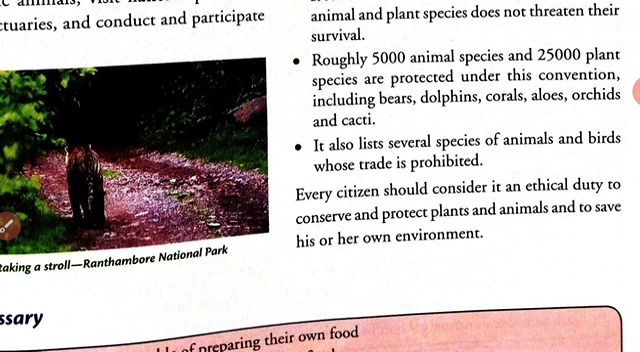 animals, visit
ctuaries, and conduct and participate
taking a stroll—Ranthambore National Park
animal and plant species does not threaten their
survival.
• Roughly 5000 animal species and 25000 plant
species are protected under this convention,
including bears, dolphins, corals, aloes, orchids
and cacti.
• It also lists several species of animals and birds
whose trade is prohibited.
Every citizen should consider it an ethical duty to
conserve and protect plants and animals and to save
his or her own environment.
ssary
of preparing their own food